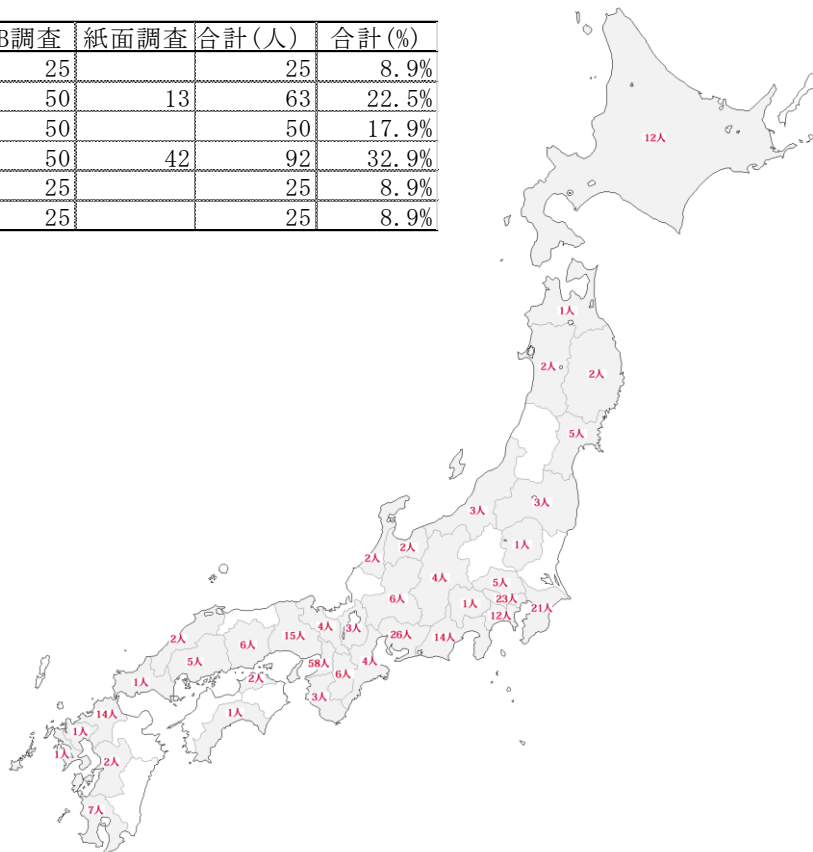 B調査 紙面調査 合計(人) 合計(%)
25 25 8.9%
50 13 63 22.5%
50 50 17.9%
50 42 92 32.9%
25 25 8.9%
25 25 8.9%
12人
1人
2人
2人
5人
3人
3人
1人
2人
2人
4人
5人
6人
1人
23人
21人
12人
4人
3人
15人
26人
14人
2人
6人
5人
58人
4人
6人
1人
2人
3人
14人
1人
1人
1人
2人
7人